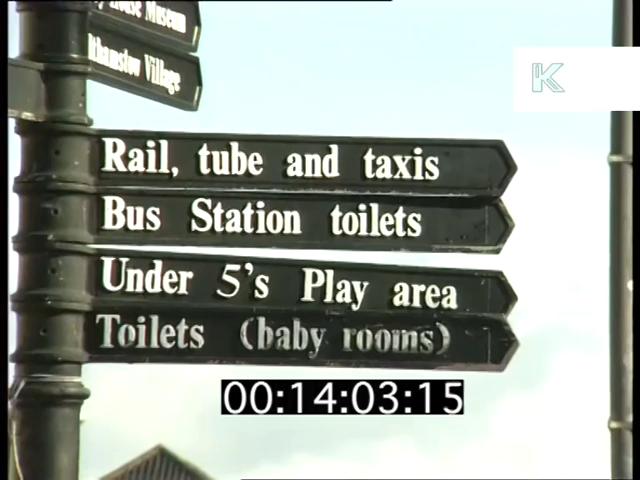 House Museum
Village
Rail, tube and taxis
Bus Station toilets
Under 5's Play area
Toilets (baby rooms)
00:14:03:15
K